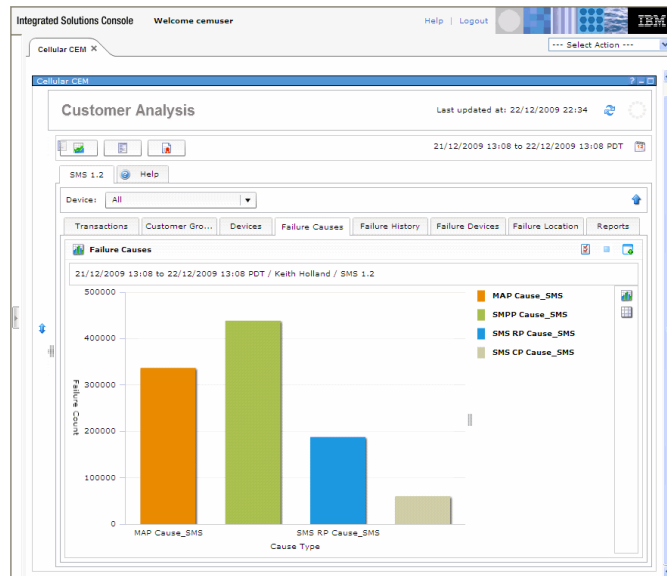 Integrated Solutions Console Welcome cemuser Help | Logout IBM
Cellular CEM --- Select Action ---
Cellular CEM
Customer Analysis Last updated at: 22/12/2009 22:34
21/12/2009 13:08 to 22/12/2009 13:08 PDT
SMS 1.2 Help
Device: All
Transactions Customer Gro... Devices Failure Causes Failure History Failure Devices Failure Location Reports
Failure Causes
21/12/2009 13:08 to 22/12/2009 13:08 PDT / Keith Holland / SMS 1.2
500000
400000
300000
200000
100000
0
Failure Count
MAP Cause_SMS SMS RP Cause_SMS
Cause Type
MAP Cause_SMS
SMPP Cause_SMS
SMS RP Cause_SMS
SMS CP Cause_SMS